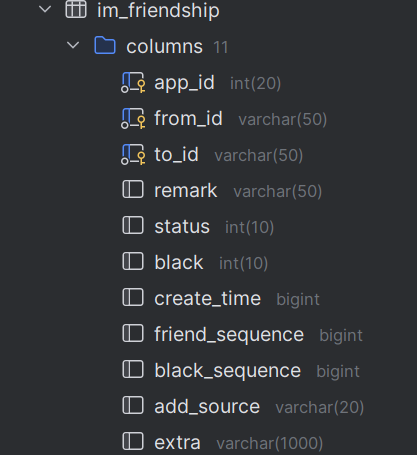 im_friendship
columns 11
app_id int(20)
from_id varchar(50)
to_id varchar(50)
remark varchar(50)
status int(10)
black int(10)
create_time bigint
friend_sequence bigint
black_sequence bigint
add_source varchar(20)
extra varchar(1000)